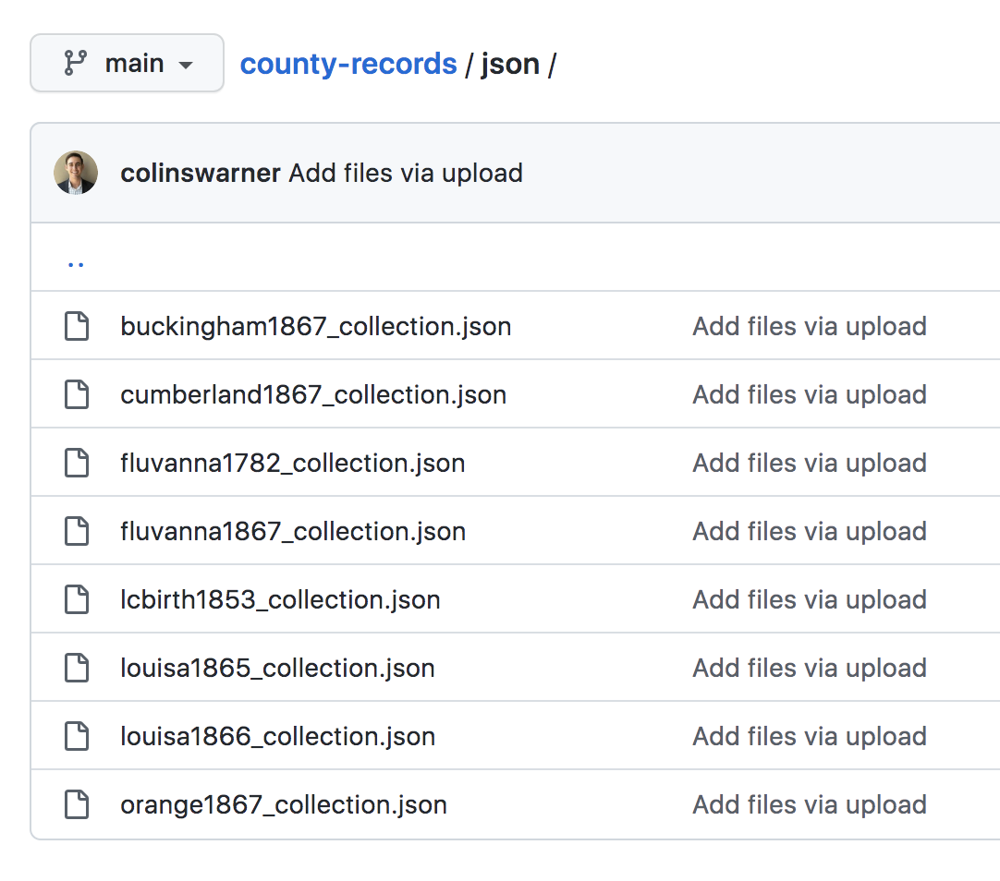 main county-records / json /
colinswarner Add files via upload
..
buckingham1867_collection.json Add files via upload
cumberland1867_collection.json Add files via upload
fluvanna1782_collection.json Add files via upload
fluvanna1867_collection.json Add files via upload
lcbirth1853_collection.json Add files via upload
louisa1865_collection.json Add files via upload
louisa1866_collection.json Add files via upload
orange1867_collection.json Add files via upload